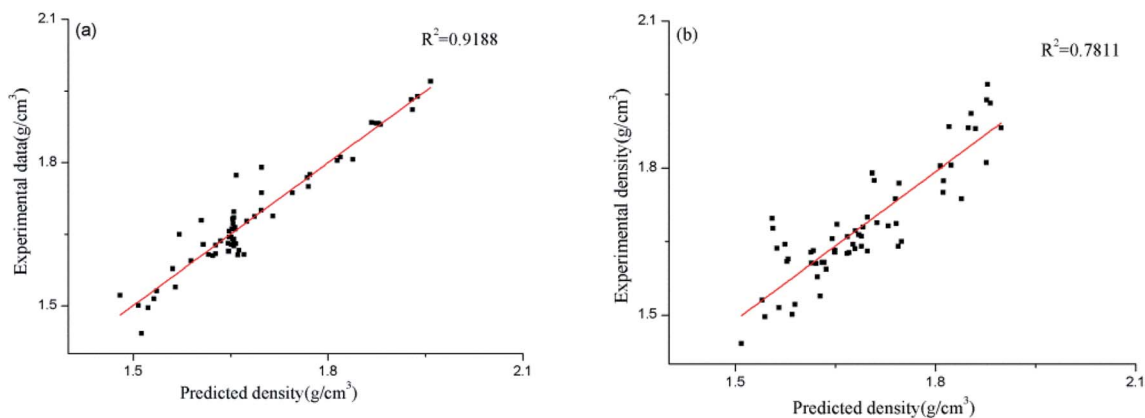 (a)
R²=0.9188
2.1
1.8
1.5
Experimental data(g/cm³)
1.5 1.8 2.1
Predicted density(g/cm³)
(b)
R²=0.7811
2.1
1.8
1.5
Experimental density(g/cm³)
1.5 1.8 2.1
Predicted density(g/cm³)